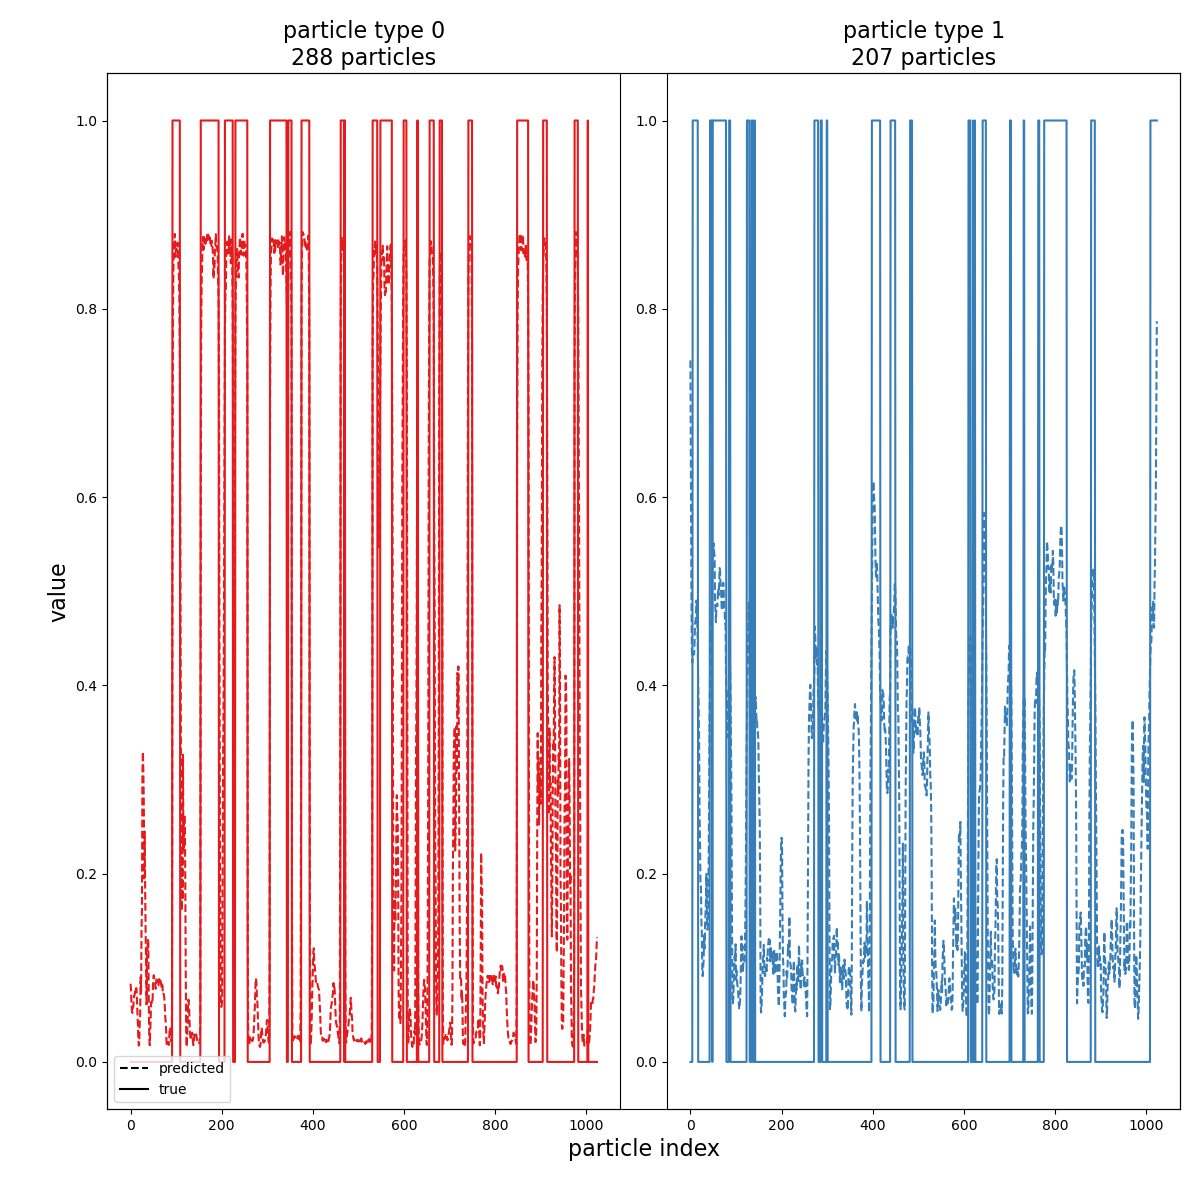 particle type 0
288 particles
particle type 1
207 particles
1.0
0.8
0.6
0.4
0.2
0.0
1.0
0.8
0.6
0.4
0.2
0.0
value
predicted
true
0 200 400 600 800 1000
0 200 400 600 800 1000
particle index